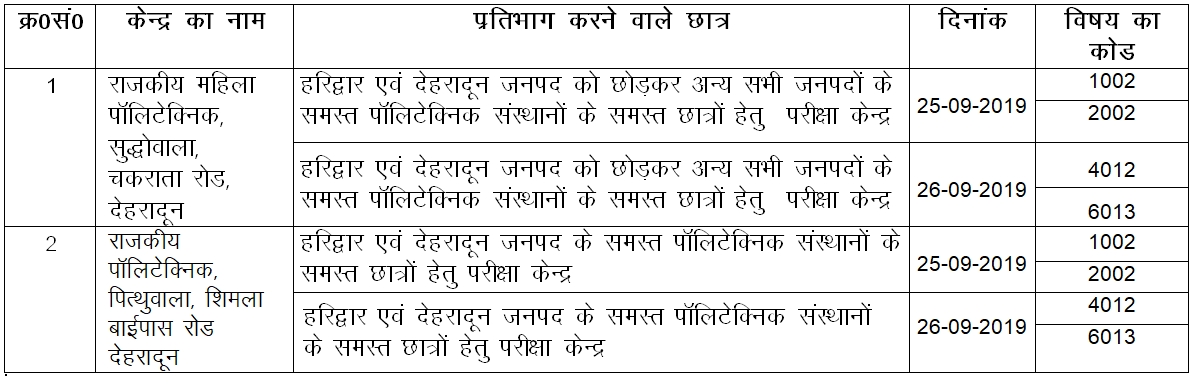 क्र0सं0 केन्द्र का नाम प्रतिभाग करने वाले छात्र दिनांक विषय का
कोड
1 राजकीय महिला
पॉलिटेक्निक,
सुद्धोवाला,
चकराता रोड,
देहरादून
हरिद्वार एवं देहरादून जनपद को छोड़कर अन्य सभी जनपदों के
समस्त पॉलिटेक्निक संस्थानों के समस्त छात्रों हेतु परीक्षा केन्द्र
25-09-2019
1002
2002
हरिद्वार एवं देहरादून जनपद को छोड़कर अन्य सभी जनपदों के
समस्त पॉलिटेक्निक संस्थानों के समस्त छात्रों हेतु परीक्षा केन्द्र
26-09-2019
4012
6013
2 राजकीय
पॉलिटेक्निक,
पित्थुवाला, शिमला
बाईपास रोड
देहरादून
हरिद्वार एवं देहरादून जनपद के समस्त पॉलिटेक्निक संस्थानों के
समस्त छात्रों हेतु परीक्षा केन्द्र
25-09-2019
1002
2002
हरिद्वार एवं देहरादून जनपद के समस्त पॉलिटेक्निक संस्थानों
के समस्त छात्रों हेतु परीक्षा केन्द्र
26-09-2019
4012
6013